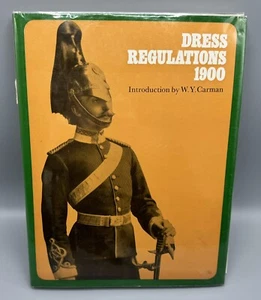 DRESS
REGULATIONS
1900
Introduction by W. Y. Carman